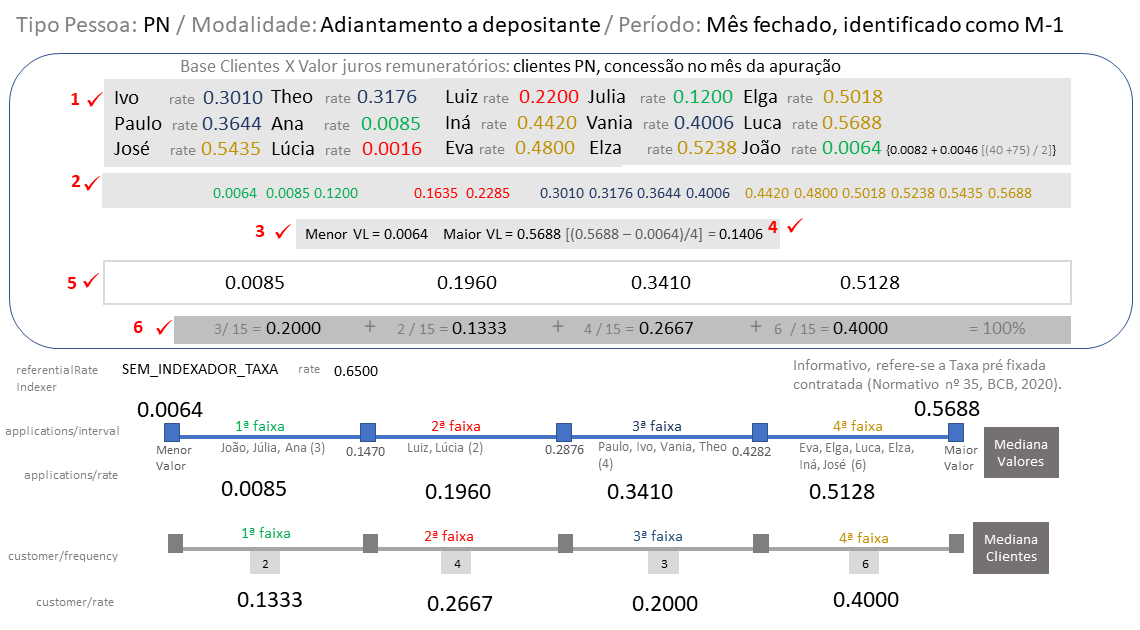 Tipo Pessoa: PN / Modalidade: Adiantamento a depositante / Período: Mês fechado, identificado como M-1
Base Clientes X Valor juros remuneratórios: clientes PN, concessão no mês da apuração
1 ✓ Ivo rate 0.3010 Theo rate 0.3176 Luiz rate 0.2200 Julia rate 0.1200 Elga rate 0.5018
Paulo rate 0.3644 Ana rate 0.0085 Iná rate 0.4420 Vania rate 0.4006 Luca rate 0.5688
José rate 0.5435 Lúcia rate 0.0016 Eva rate 0.4800 Elza rate 0.5238 João rate 0.0064 {0.0082 + 0.0046 [(40 +75) / 2]}
2 ✓ 0.0064 0.0085 0.1200 0.1635 0.2285 0.3010 0.3176 0.3644 0.4006 0.4420 0.4800 0.5018 0.5238 0.5435 0.5688
3 ✓ Menor VL = 0.0064 Maior VL = 0.5688 [(0.5688 – 0.0064)/4] = 0.1406 4 ✓
5 ✓ 0.0085 0.1960 0.3410 0.5128
6 ✓ 3/ 15 = 0.2000 + 2 / 15 = 0.1333 + 4 / 15 = 0.2667 + 6 / 15 = 0.4000 = 100%
referentialRate
Indexer
SEM_INDEXADOR_TAXA rate 0.6500
Informativo, refere-se a Taxa pré fixada
contratada (Normativo nº 35, BCB, 2020).
0.0064 0.5688
applications/interval 1ª faixa 2ª faixa 3ª faixa 4ª faixa
Menor
Valor
João, Júlia, Ana (3)
0.1470
Luiz, Lúcia (2)
0.2876
Paulo, Ivo, Vania, Theo
(4)
0.4282
Eva, Elga, Luca, Elza,
Iná, José (6)
Maior
Valor
Mediana
Valores
applications/rate 0.0085 0.1960 0.3410 0.5128
1ª faixa 2ª faixa 3ª faixa 4ª faixa
customer/frequency 2 4 3 6
Mediana
Clientes
customer/rate 0.1333 0.2667 0.2000 0.4000